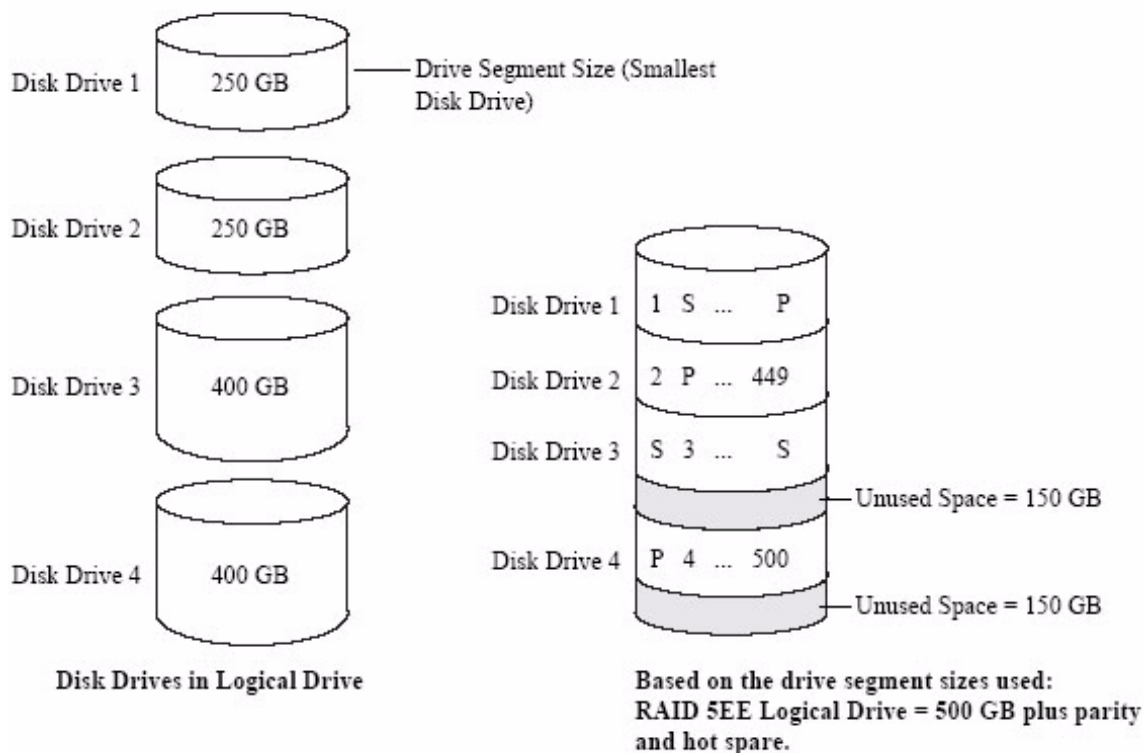 Disk Drive 1
250 GB
Drive Segment Size (Smallest
Disk Drive)
Disk Drive 2
250 GB
Disk Drive 3
400 GB
Disk Drive 4
400 GB
Disk Drives in Logical Drive
Disk Drive 1
1 S ... P
Disk Drive 2
2 P ... 449
Disk Drive 3
S 3 ... S
Unused Space = 150 GB
Disk Drive 4
P 4 ... 500
Unused Space = 150 GB
Based on the drive segment sizes used:
RAID 5EE Logical Drive = 500 GB plus parity
and hot spare.